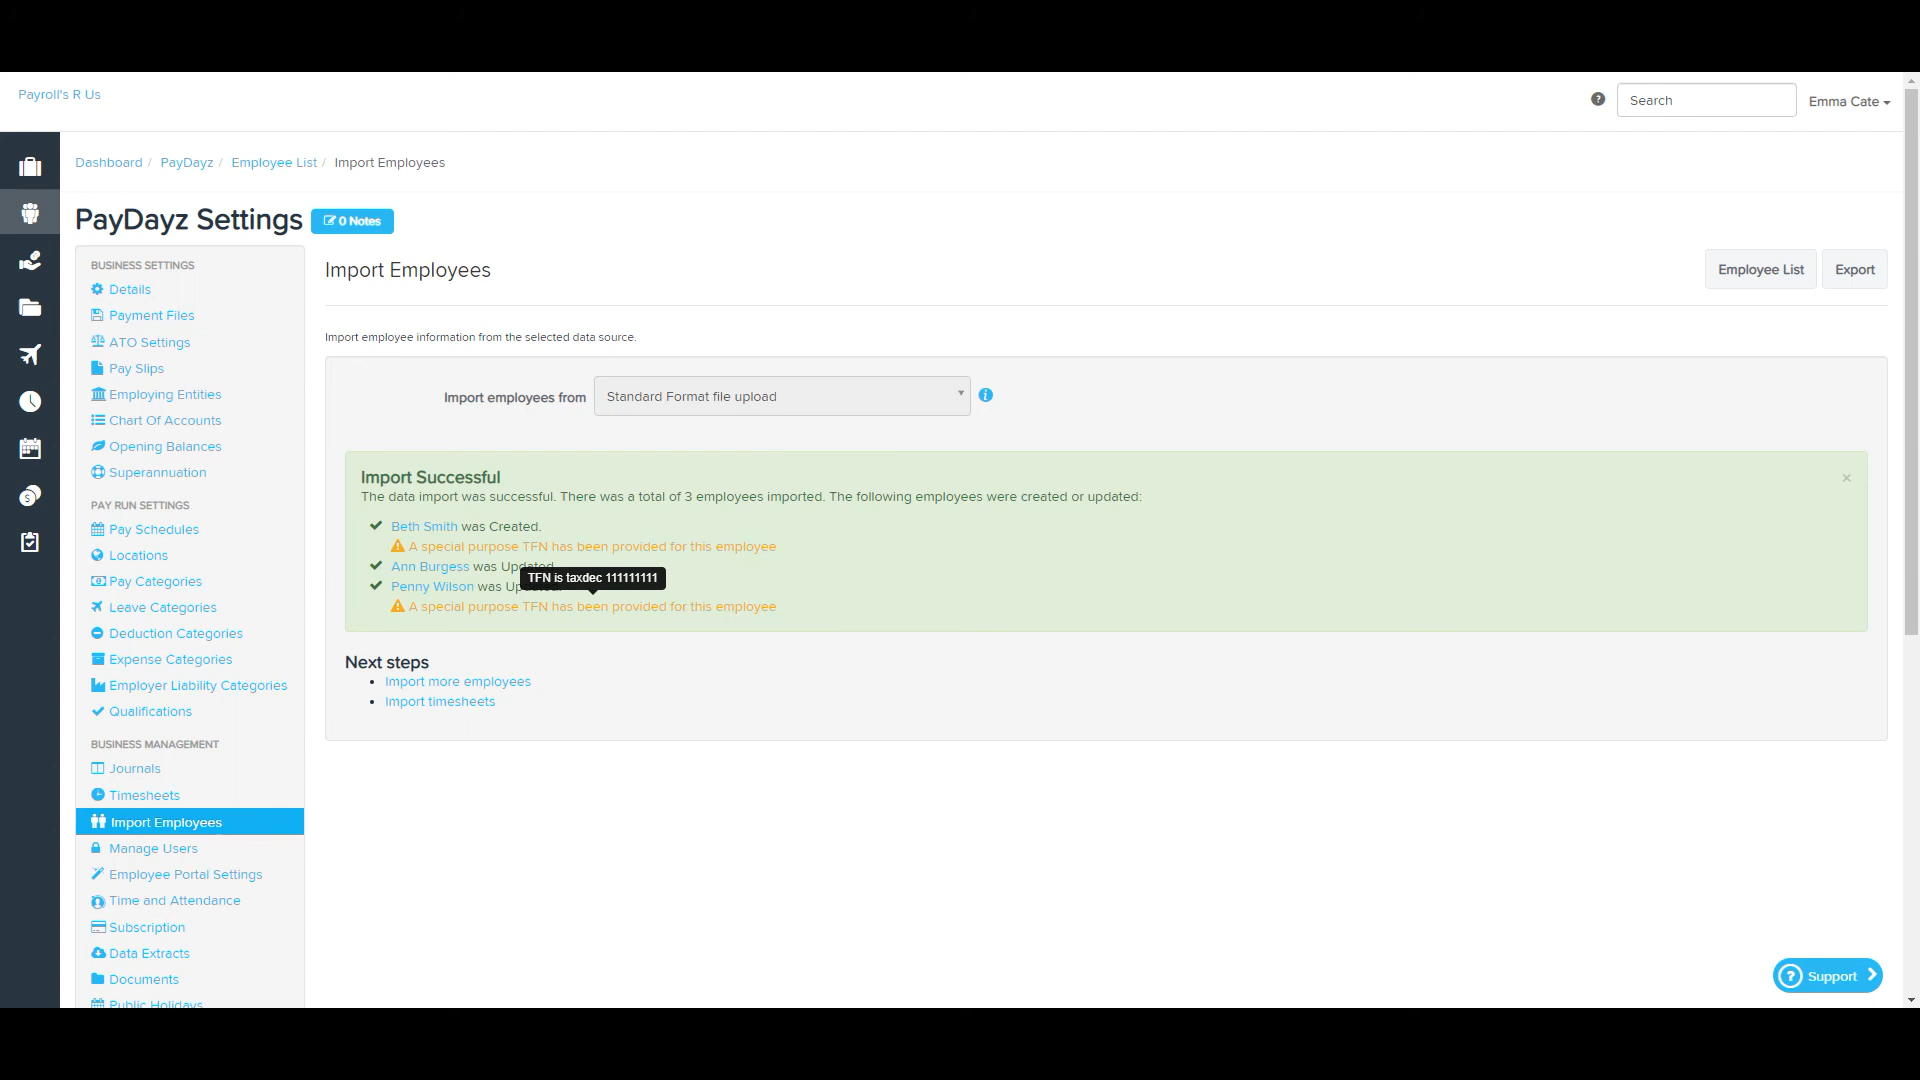 Payroll's R Us
Search
Emma Cate
Dashboard / PayDayz / Employee List / Import Employees
PayDayz Settings
0 Notes
BUSINESS SETTINGS
Details
Payment Files
ATO Settings
Pay Slips
Employing Entities
Chart Of Accounts
Opening Balances
Superannuation
PAY RUN SETTINGS
Pay Schedules
Locations
Pay Categories
Leave Categories
Deduction Categories
Expense Categories
Employer Liability Categories
Qualifications
BUSINESS MANAGEMENT
Journals
Timesheets
Import Employees
Manage Users
Employee Portal Settings
Time and Attendance
Subscription
Data Extracts
Documents
Public Holidays
Import Employees
Employee List
Export
Import employee information from the selected data source.
Import employees from
Standard Format file upload
Import Successful
×
The data import was successful. There was a total of 3 employees imported. The following employees were created or updated:
Beth Smith was Created.
A special purpose TFN has been provided for this employee
Ann Burgess was Updated.
TFN is taxdec 111111111
Penny Wilson was Updated.
A special purpose TFN has been provided for this employee
Next steps
Import more employees
Import timesheets
Support